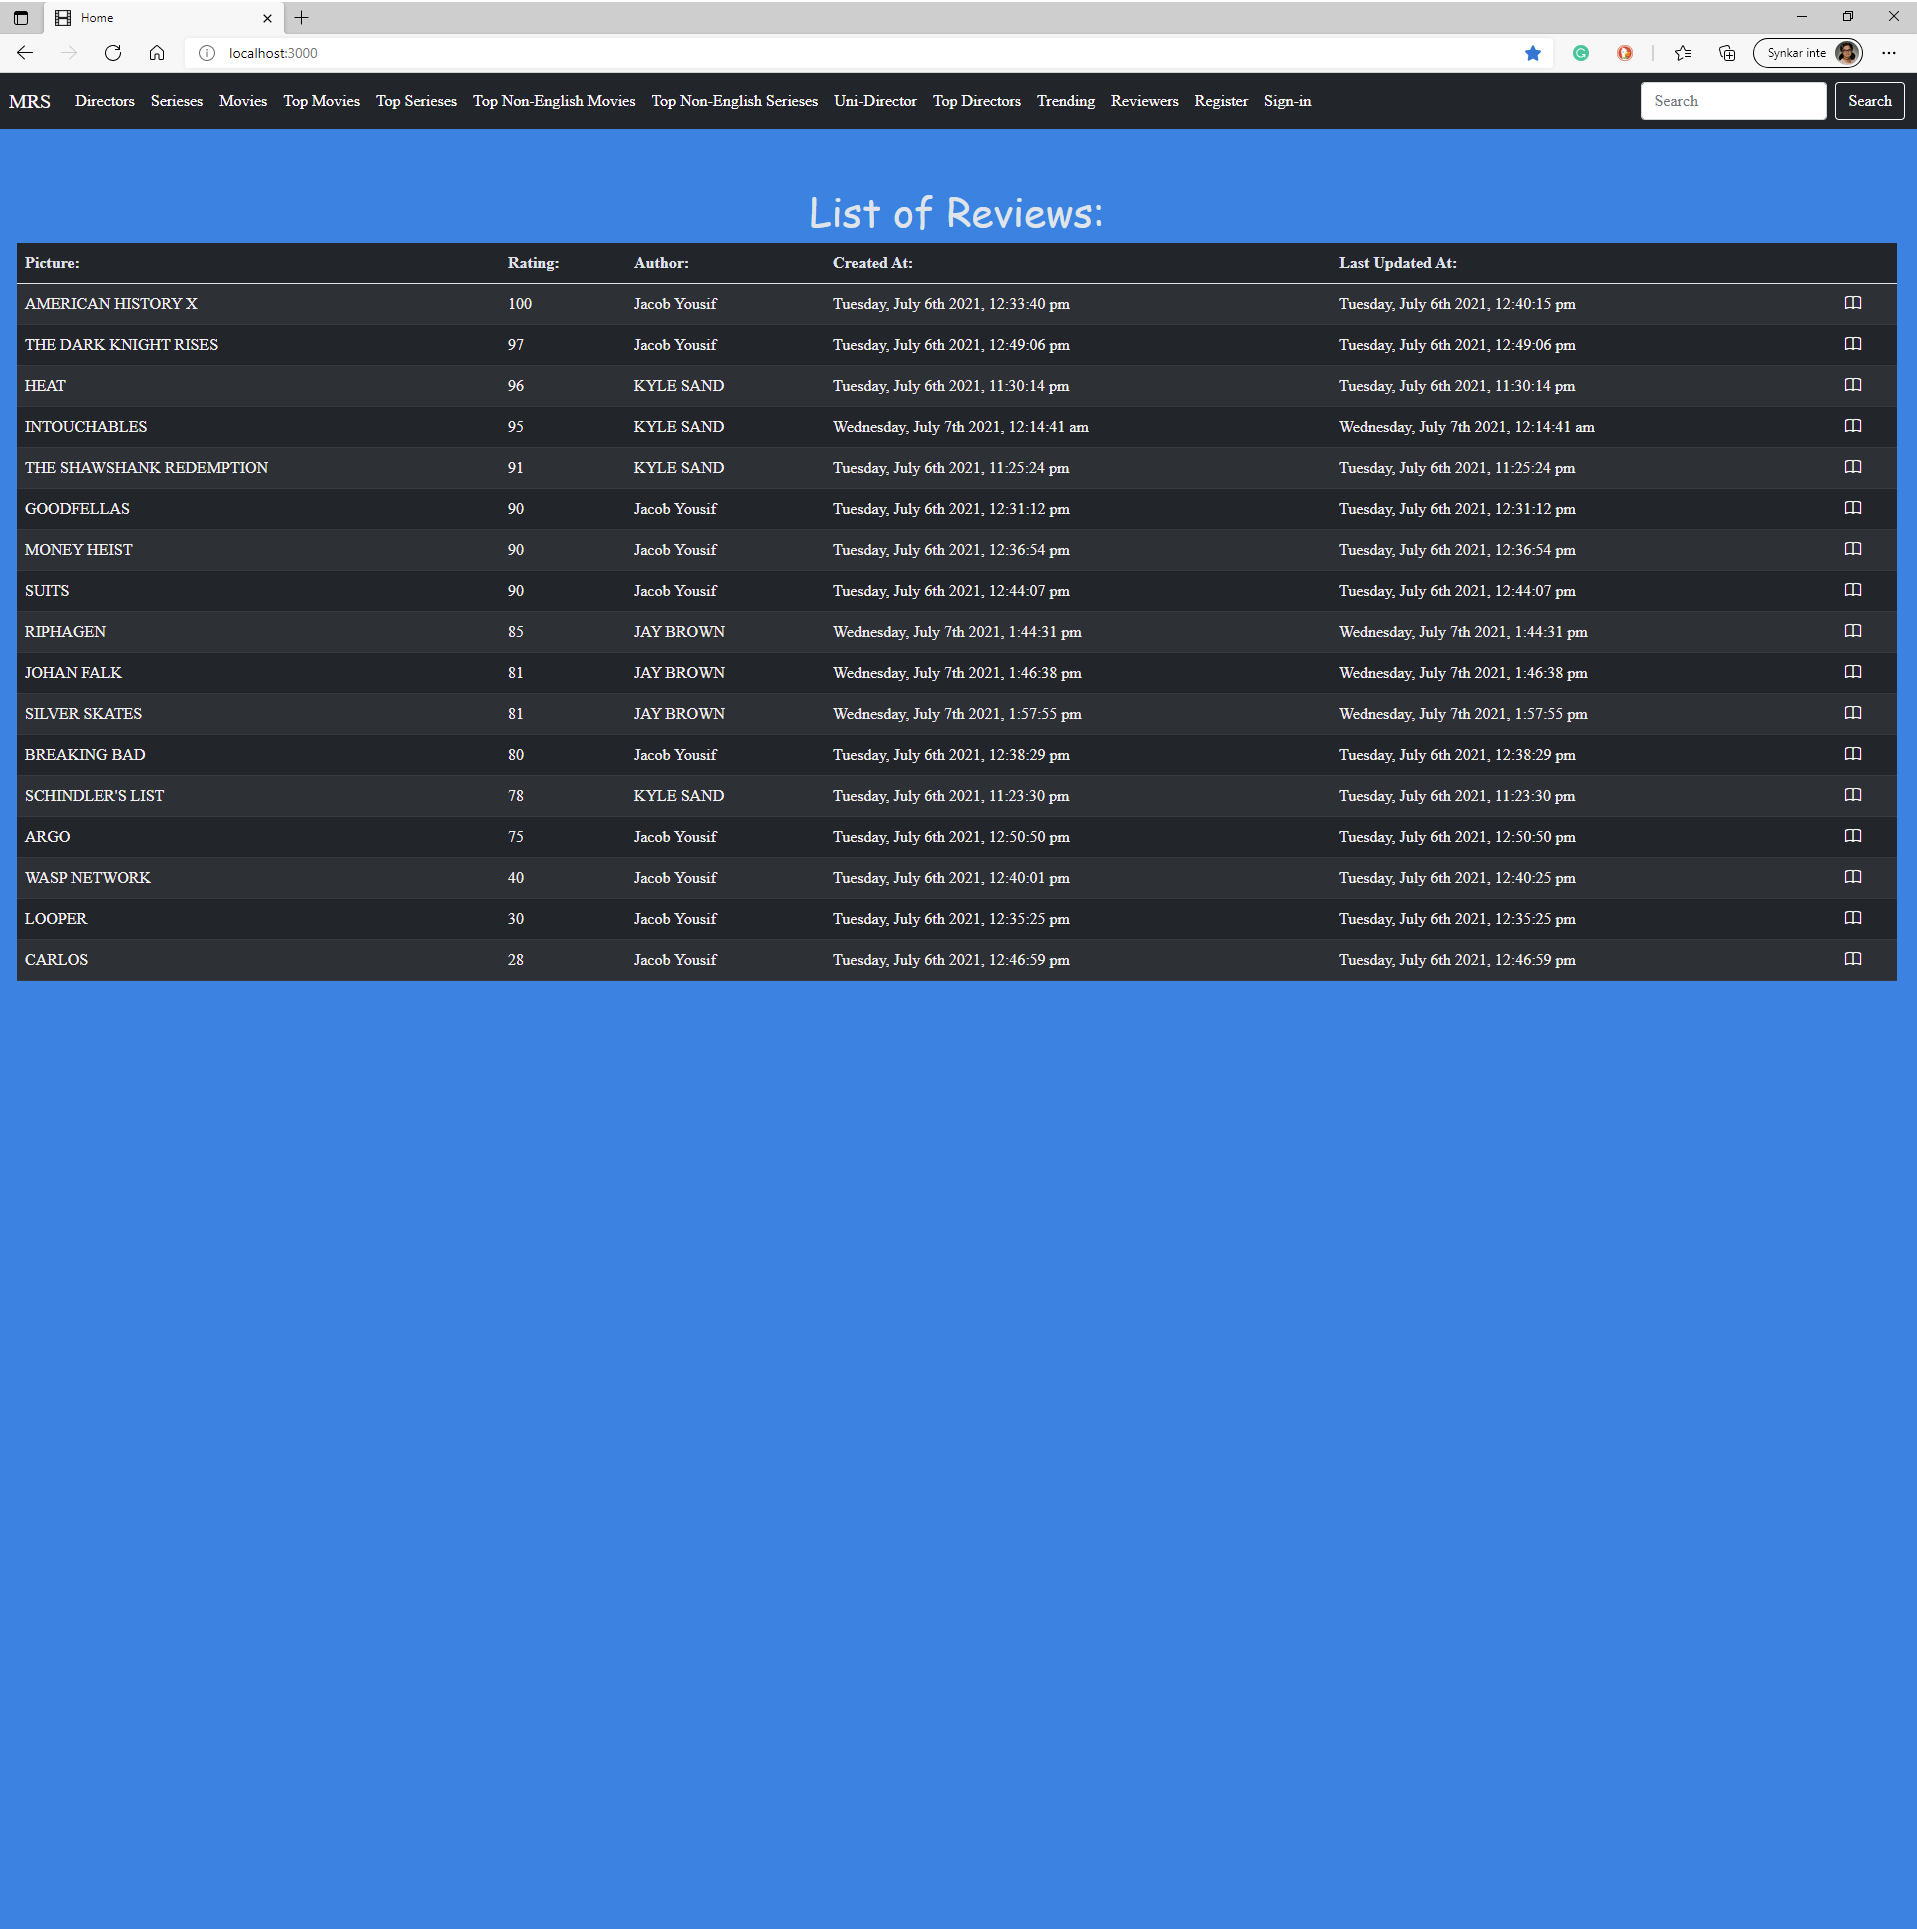 Home
localhost:3000
Synkar inte
MRS Directors Serieses Movies Top Movies Top Serieses Top Non-English Movies Top Non-English Serieses Uni-Director Top Directors Trending Reviewers Register Sign-in Search Search
List of Reviews:
Picture: Rating: Author: Created At: Last Updated At:
AMERICAN HISTORY X 100 Jacob Yousif Tuesday, July 6th 2021, 12:33:40 pm Tuesday, July 6th 2021, 12:40:15 pm
THE DARK KNIGHT RISES 97 Jacob Yousif Tuesday, July 6th 2021, 12:49:06 pm Tuesday, July 6th 2021, 12:49:06 pm
HEAT 96 KYLE SAND Tuesday, July 6th 2021, 11:30:14 pm Tuesday, July 6th 2021, 11:30:14 pm
INTOUCHABLES 95 KYLE SAND Wednesday, July 7th 2021, 12:14:41 am Wednesday, July 7th 2021, 12:14:41 am
THE SHAWSHANK REDEMPTION 91 KYLE SAND Tuesday, July 6th 2021, 11:25:24 pm Tuesday, July 6th 2021, 11:25:24 pm
GOODFELLAS 90 Jacob Yousif Tuesday, July 6th 2021, 12:31:12 pm Tuesday, July 6th 2021, 12:31:12 pm
MONEY HEIST 90 Jacob Yousif Tuesday, July 6th 2021, 12:36:54 pm Tuesday, July 6th 2021, 12:36:54 pm
SUITS 90 Jacob Yousif Tuesday, July 6th 2021, 12:44:07 pm Tuesday, July 6th 2021, 12:44:07 pm
RIPHAGEN 85 JAY BROWN Wednesday, July 7th 2021, 1:44:31 pm Wednesday, July 7th 2021, 1:44:31 pm
JOHAN FALK 81 JAY BROWN Wednesday, July 7th 2021, 1:46:38 pm Wednesday, July 7th 2021, 1:46:38 pm
SILVER SKATES 81 JAY BROWN Wednesday, July 7th 2021, 1:57:55 pm Wednesday, July 7th 2021, 1:57:55 pm
BREAKING BAD 80 Jacob Yousif Tuesday, July 6th 2021, 12:38:29 pm Tuesday, July 6th 2021, 12:38:29 pm
SCHINDLER'S LIST 78 KYLE SAND Tuesday, July 6th 2021, 11:23:30 pm Tuesday, July 6th 2021, 11:23:30 pm
ARGO 75 Jacob Yousif Tuesday, July 6th 2021, 12:50:50 pm Tuesday, July 6th 2021, 12:50:50 pm
WASP NETWORK 40 Jacob Yousif Tuesday, July 6th 2021, 12:40:01 pm Tuesday, July 6th 2021, 12:40:25 pm
LOOPER 30 Jacob Yousif Tuesday, July 6th 2021, 12:35:25 pm Tuesday, July 6th 2021, 12:35:25 pm
CARLOS 28 Jacob Yousif Tuesday, July 6th 2021, 12:46:59 pm Tuesday, July 6th 2021, 12:46:59 pm